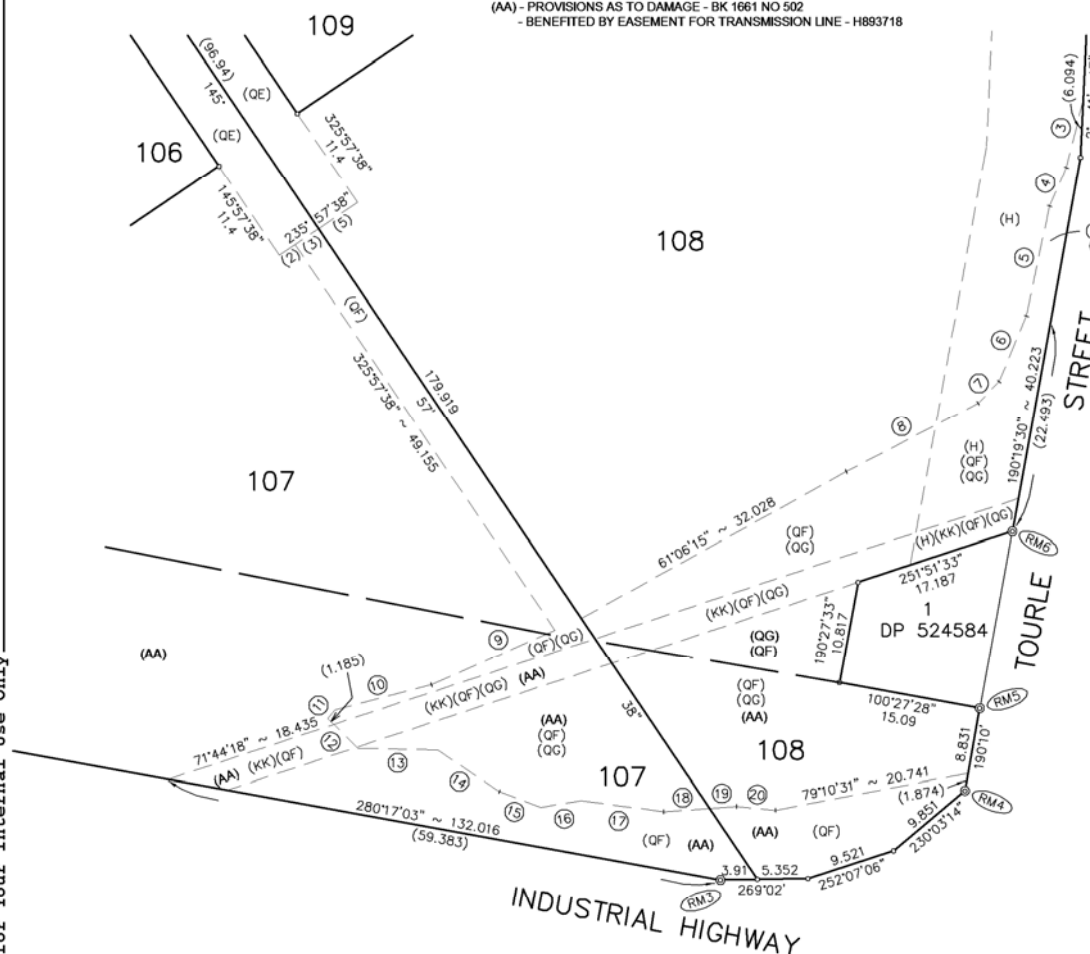 (AA) - PROVISIONS AS TO DAMAGE - BK 1661 NO 502
- BENEFITED BY EASEMENT FOR TRANSMISSION LINE - H893718
109
(96.94)
145°
(QE)
(QE)
325°57'38"
11.4
106
145°57'38"
11.4
235° 57'38"
(2) (3) (5)
(6.094)
3
4
(H)
5
108
(QF)
6
STREET
179.919
57'
325°57'38" ~ 49.155
7
190°19'30" ~ 40.223
(22.493)
8
107
(H)
(QF)
(QG)
61°06'15" ~ 32.028
(QF)
(QG)
(H)(KK)(QF)(QG)
RM6
251°51'33"
17.187
(KK)(QF)(QG)
1
DP 524584
190°27'33"
10.817
TOURLE
9
(QF)(QG)
(QG)
(QF)
(AA)
(1.185)
10
(KK)(QF)(QG) (AA)
(QF)
(QG)
(AA)
RM5
100°27'28"
15.09
11
71°44'18" ~ 18.435
12
38"
(AA)
(QF)
(QG)
108
8.831
190°10'
(AA) (KK)(QF)
13
14
107
79°10'31" ~ 20.741
(1.874)
RM4
15
16
17
18
19
20
280°17'03" ~ 132.016
(59.383)
(QF) (AA)
(AA)
(QF)
9.851
230°03'14"
3.91
5.352
9.521
269°02'
252°07'06"
RM3
INDUSTRIAL HIGHWAY
for Your Internal Use Only